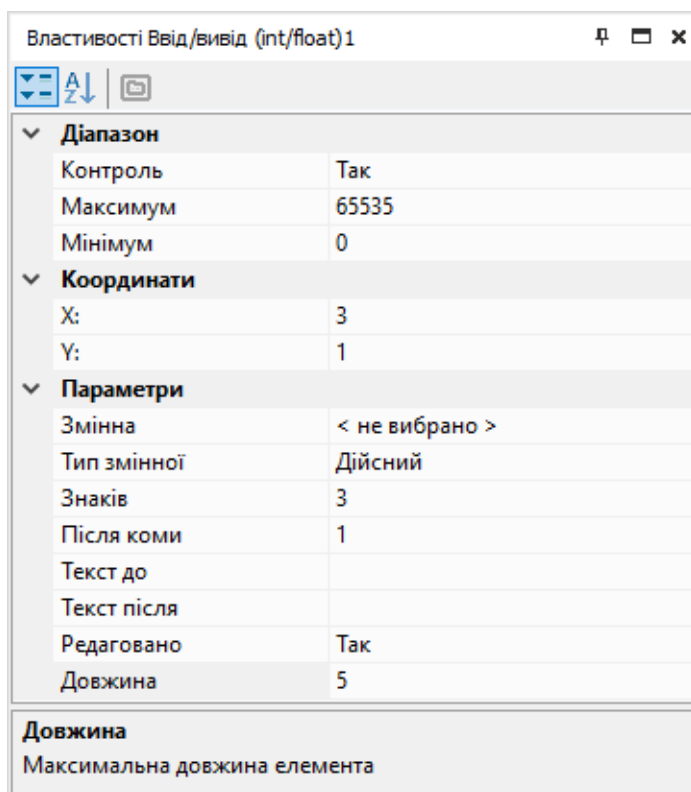 Властивості Ввід/вивід (int/float)1
Діапазон
Контроль Так
Максимум 65535
Мінімум 0
Координати
X: 3
Y: 1
Параметри
Змінна < не вибрано >
Тип змінної Дійсний
Знаків 3
Після коми 1
Текст до
Текст після
Редаговано Так
Довжина 5
Довжина
Максимальна довжина елемента